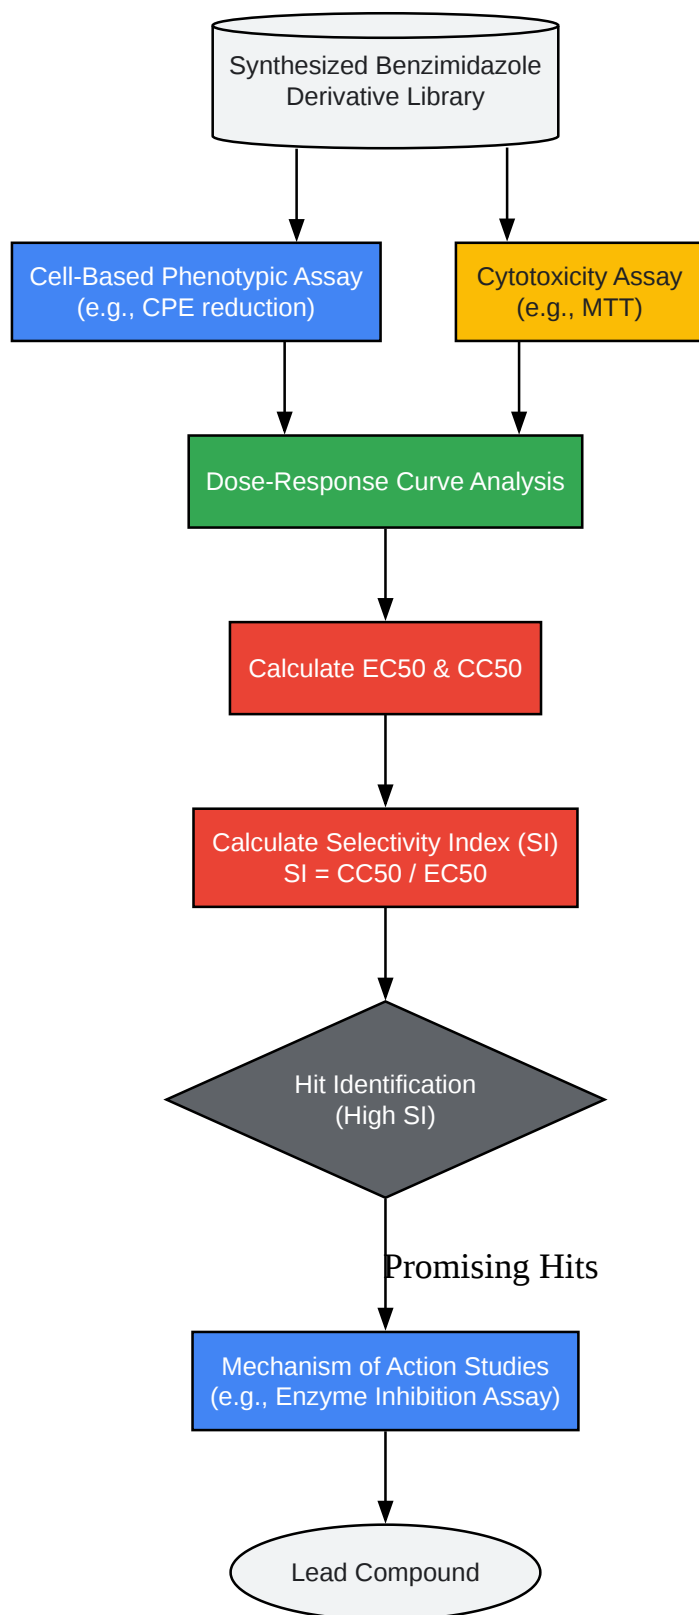 Synthesized Benzimidazole
Derivative Library
Cell-Based Phenotypic Assay
(e.g., CPE reduction)
Cytotoxicity Assay
(e.g., MTT)
Dose-Response Curve Analysis
Calculate EC50 & CC50
Calculate Selectivity Index (SI)
SI = CC50 / EC50
Hit Identification
(High SI)
Promising Hits
Mechanism of Action Studies
(e.g., Enzyme Inhibition Assay)
Lead Compound